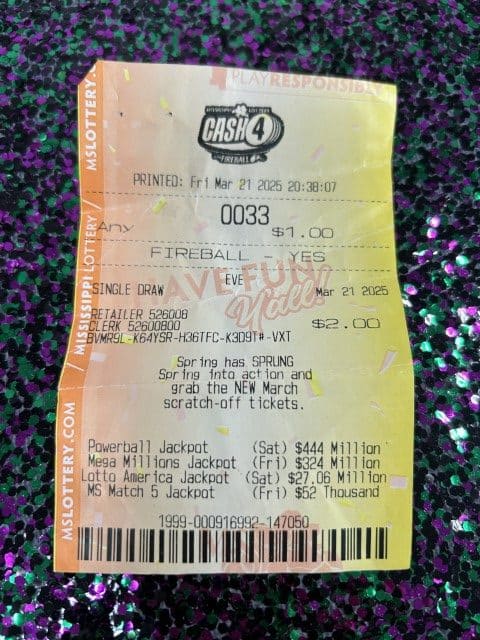 PLAY RESPONSIBLY
MISSISSIPPI LOTTERY
CASH 4
FIREBALL
PRINTED: Fri Mar 21 2025 20:38:07
0033
Any $1.00
FIREBALL - YES
HAVE FUN
Y'all!
EVE
SINGLE DRAW Mar 21 2025
RETAILER 526008
CLERK 52600800 $2.00
BVMR9L-K64YSR-H36TFC-K3D9T#-VXT
Spring has SPRUNG
Spring into action and
grab the NEW March
scratch-off tickets.
Powerball Jackpot (Sat) $444 Million
Mega Millions Jackpot (Fri) $324 Million
Lotto America Jackpot (Sat) $27.06 Million
MS Match 5 Jackpot (Fri) $52 Thousand
1999-000916992-147050
MSLOTTERY.COM / MISSISSIPPI LOTTERY / MSLOTTERY.